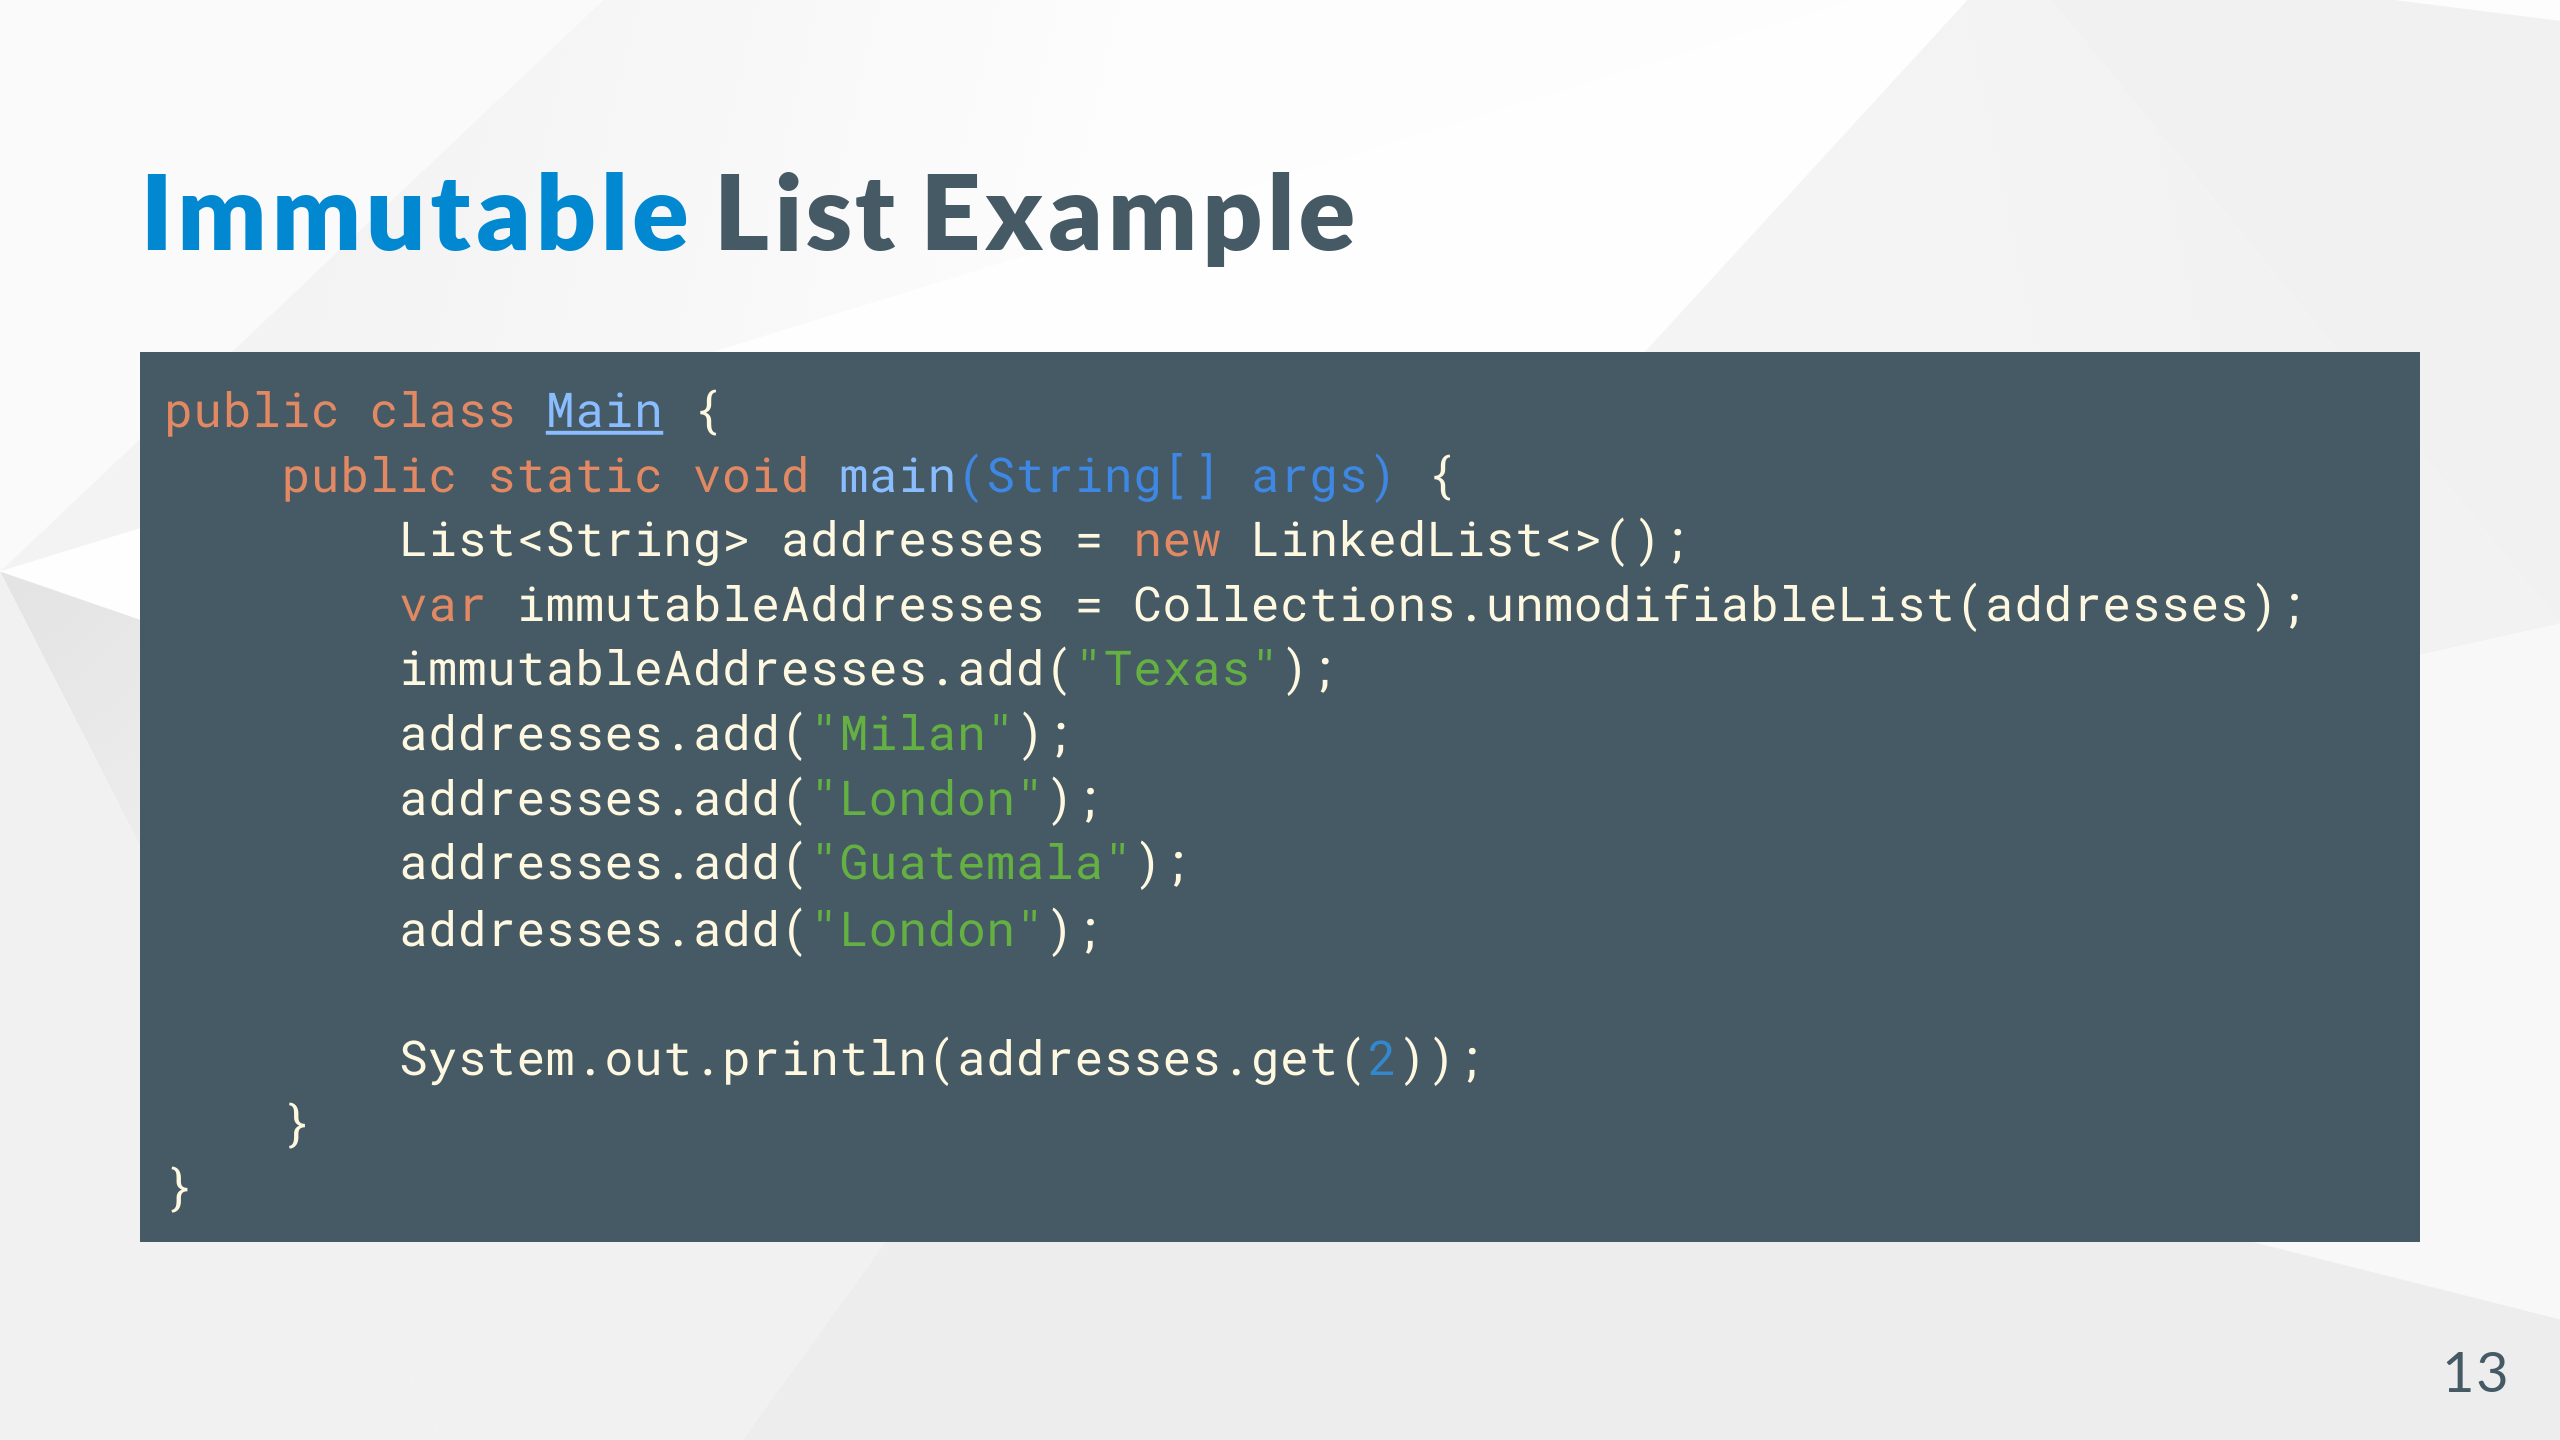 Immutable List Example
public class Main {
    public static void main(String[] args) {
        List<String> addresses = new LinkedList<>();
        var immutableAddresses = Collections.unmodifiableList(addresses);
        immutableAddresses.add("Texas");
        addresses.add("Milan");
        addresses.add("London");
        addresses.add("Guatemala");
        addresses.add("London");
        System.out.println(addresses.get(2));
    }
}
13